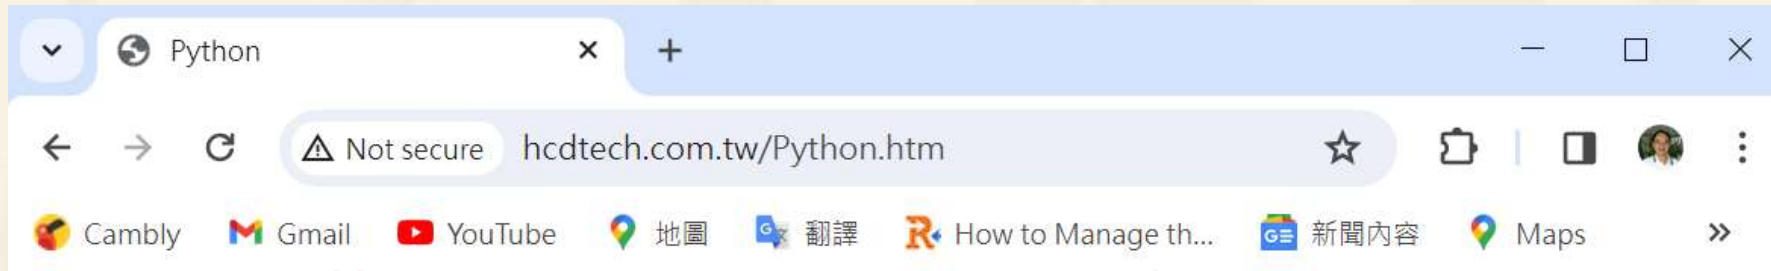 Python
Not secure hcdtech.com.tw/Python.htm
Cambly Gmail YouTube 地圖 翻譯 How to Manage th... 新聞內容 Maps